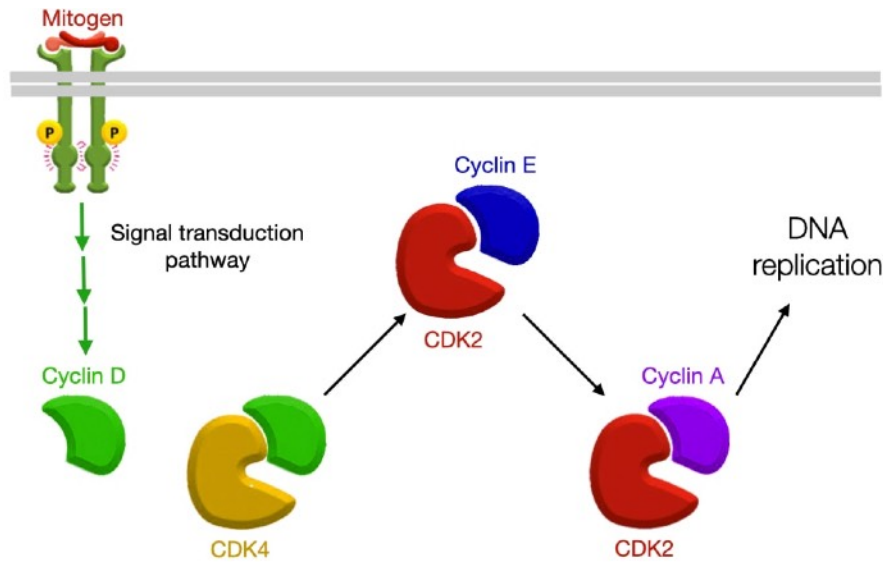 Mitogen
P
P
Cyclin E
Signal transduction
pathway
DNA
replication
CDK2
Cyclin D
Cyclin A
CDK4
CDK2